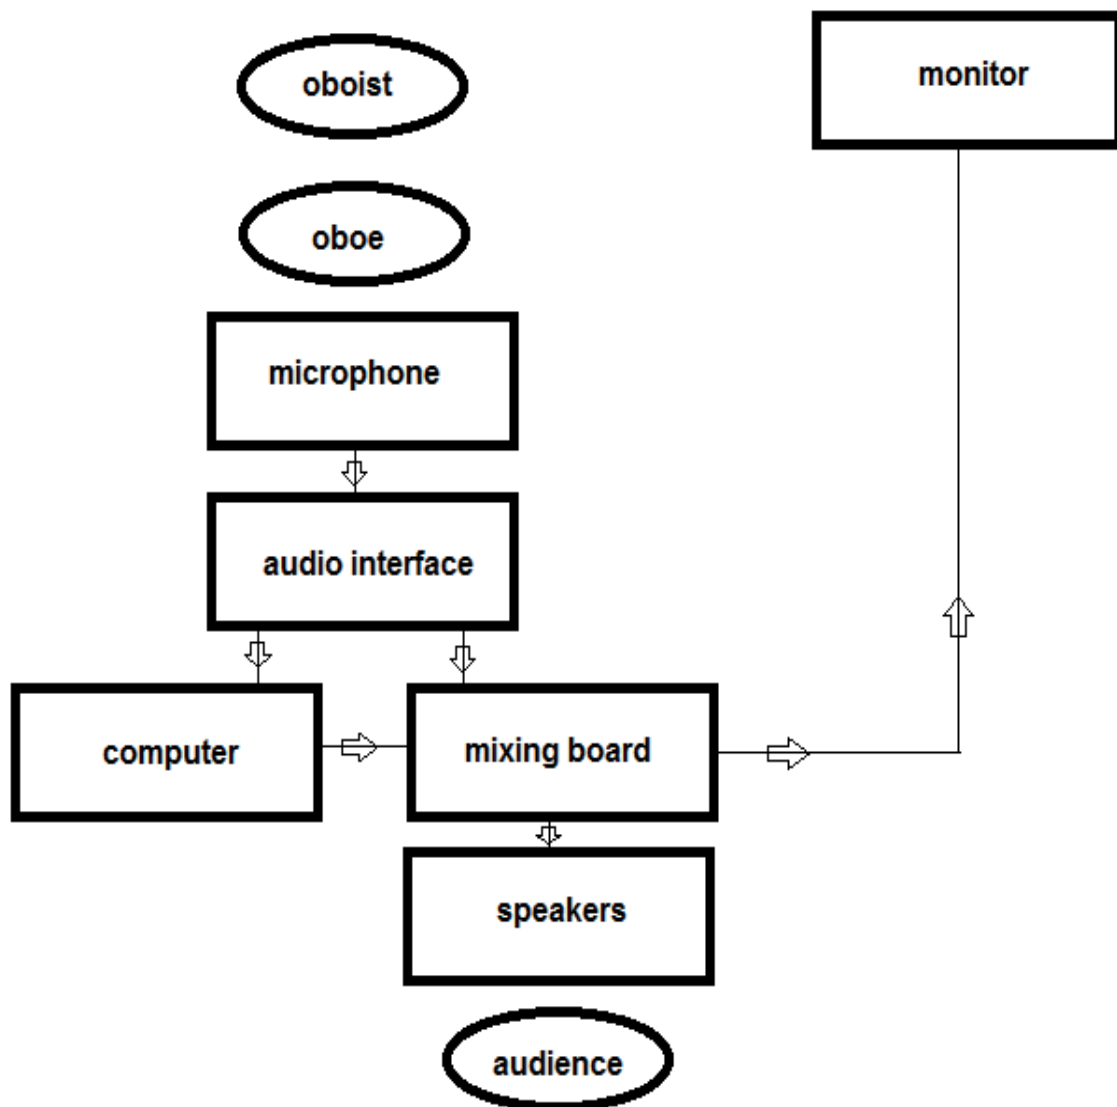 oboist
monitor
oboe
microphone
audio interface
computer
mixing board
speakers
audience